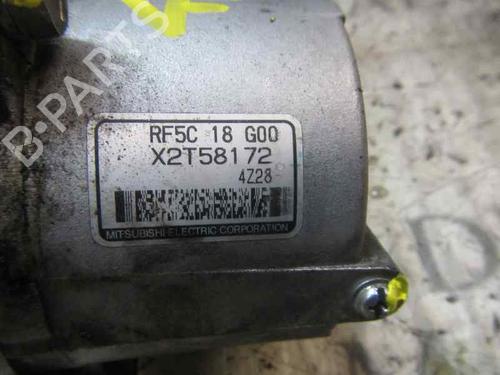 B-PARTS
RF5C 18 G00
X2T58172
4Z28
MITSUBISHI ELECTRIC CORPORATION